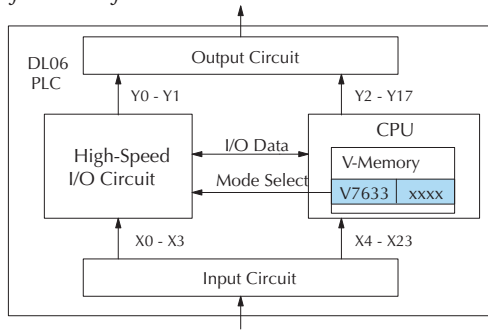 DL06
PLC
Output Circuit
Y0 - Y1
Y2 - Y17
High-Speed
I/O Circuit
I/O Data
Mode Select
CPU
V-Memory
V7633
xxxx
X0 - X3
X4 - X23
Input Circuit